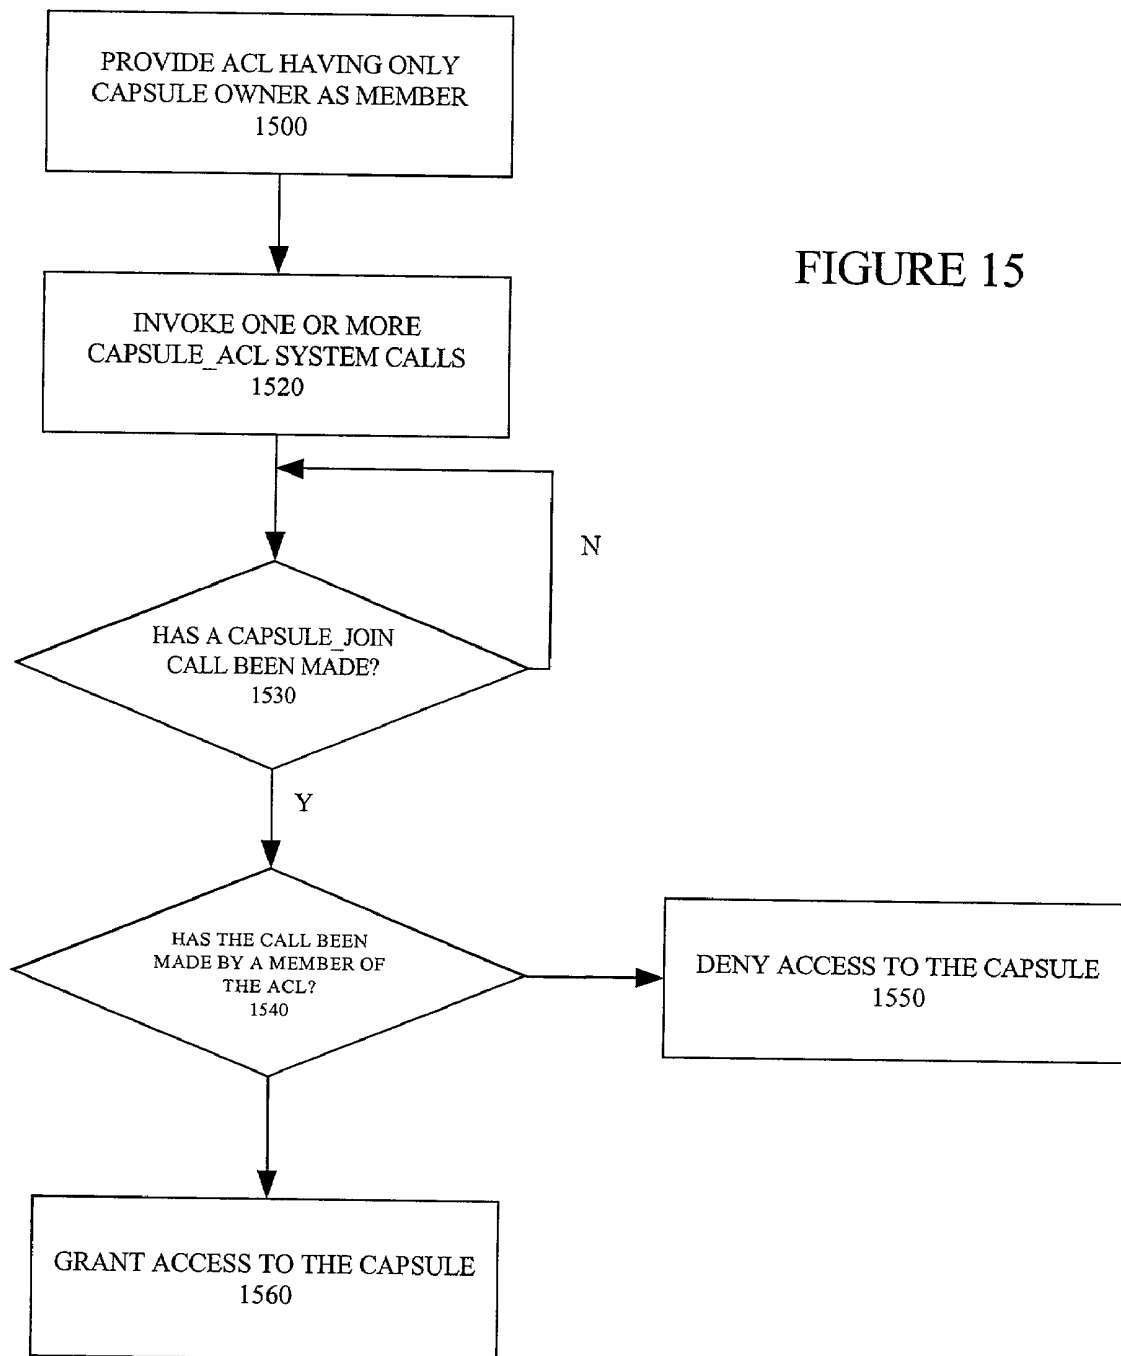 PROVIDE ACL HAVING ONLY
CAPSULE OWNER AS MEMBER
1500
FIGURE 15
INVOKE ONE OR MORE
CAPSULE_ACL SYSTEM CALLS
1520
N
HAS A CAPSULE_JOIN
CALL BEEN MADE?
1530
Y
HAS THE CALL BEEN
MADE BY A MEMBER OF
THE ACL?
1540
DENY ACCESS TO THE CAPSULE
1550
GRANT ACCESS TO THE CAPSULE
1560